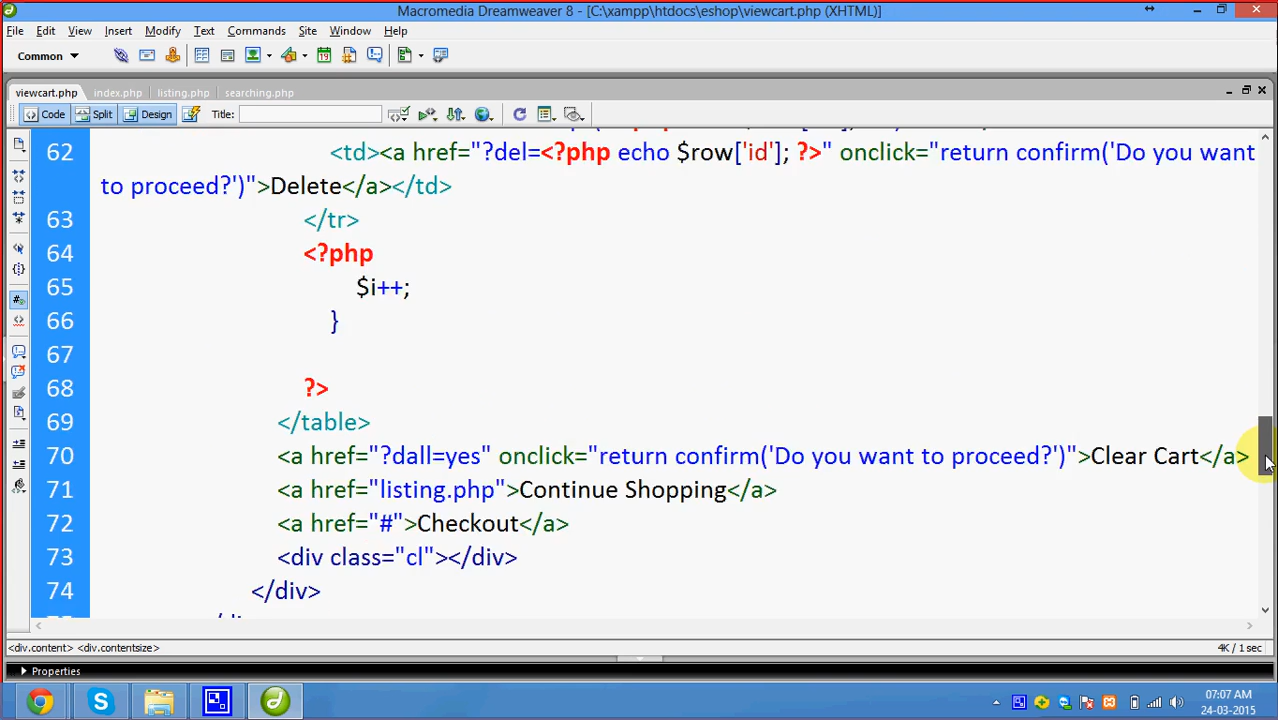 Macromedia Dreamweaver 8 - [C:\xampp\htdocs\eshop\viewcart.php (XHTML)]
File Edit View Insert Modify Text Commands Site Window Help
Common
viewcart.php index.php listing.php searching.php
Code Split Design Title:
62 <td><a href="?del=<?php echo $row['id']; ?>" onclick="return confirm('Do you want
to proceed?')">Delete</a></td>
63 </tr>
64 <?php
65 $i++;
66 }
67
68 ?>
69 </table>
70 <a href="?dall=yes" onclick="return confirm('Do you want to proceed?')">Clear Cart</a>
71 <a href="listing.php">Continue Shopping</a>
72 <a href="#">Checkout</a>
73 <div class="cl"></div>
74 </div>
<div.content> <div.contentsize> 4K / 1 sec
Properties
07:07 AM
24-03-2015